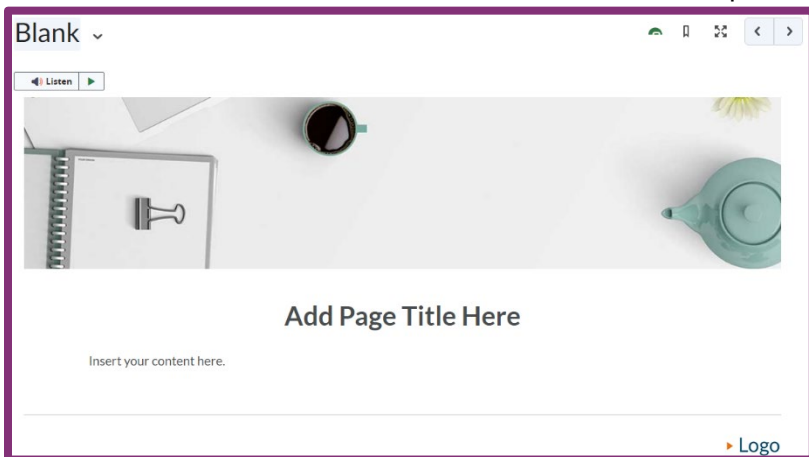 Blank
Listen
Add Page Title Here
Insert your content here.
Logo